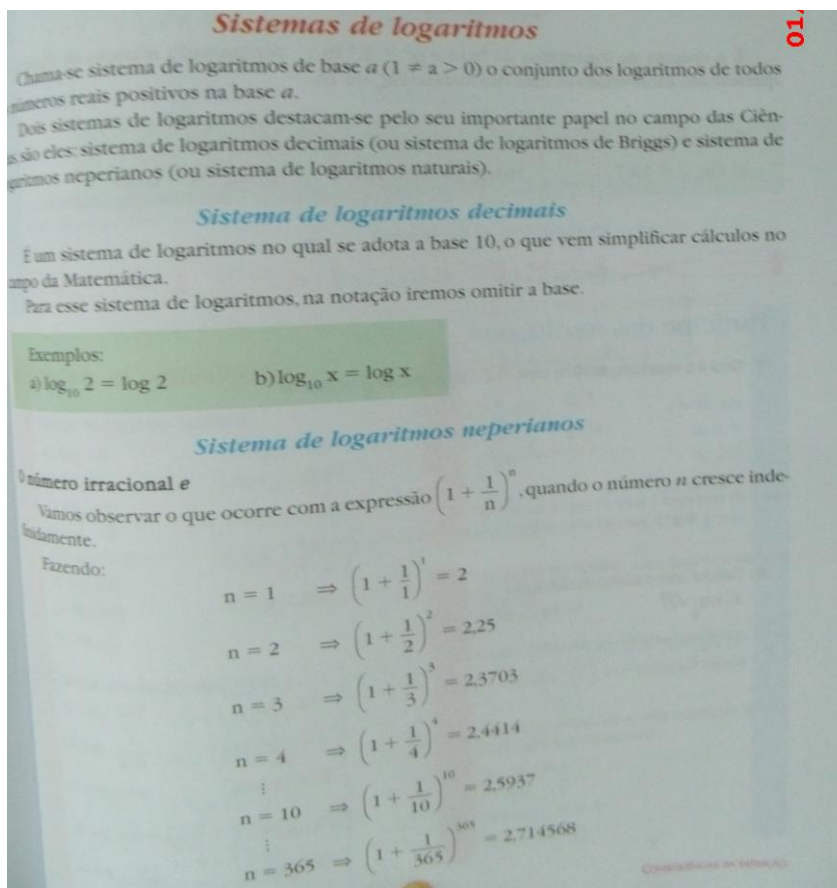 Sistemas de logaritmos
01/
Chama-se sistema de logaritmos de base a (1 ≠ a > 0) o conjunto dos logaritmos de todos
números reais positivos na base a.
Dois sistemas de logaritmos destacam-se pelo seu importante papel no campo das Ciên-
s são eles: sistema de logaritmos decimais (ou sistema de logaritmos de Briggs) e sistema de
neperianos (ou sistema de logaritmos naturais).
Sistema de logaritmos decimais
É um sistema de logaritmos no qual se adota a base 10, o que vem simplificar cálculos no
mpo da Matemática.
Para esse sistema de logaritmos, na notação iremos omitir a base.
Exemplos:
a) log₁₀ 2 = log 2 b) log₁₀ x = log x
Sistema de logaritmos neperianos
O número irracional e
Vamos observar o que ocorre com a expressão (1 + 1/n)ⁿ, quando o número n cresce inde-
finidamente.
Fazendo:
n = 1 ⇒ (1 + 1/1)¹ = 2
n = 2 ⇒ (1 + 1/2)² = 2,25
n = 3 ⇒ (1 + 1/3)³ = 2,3703
n = 4 ⇒ (1 + 1/4)⁴ = 2,4414
⋮
n = 10 ⇒ (1 + 1/10)¹⁰ = 2,5937
⋮
n = 365 ⇒ (1 + 1/365)³⁶⁵ = 2,714568